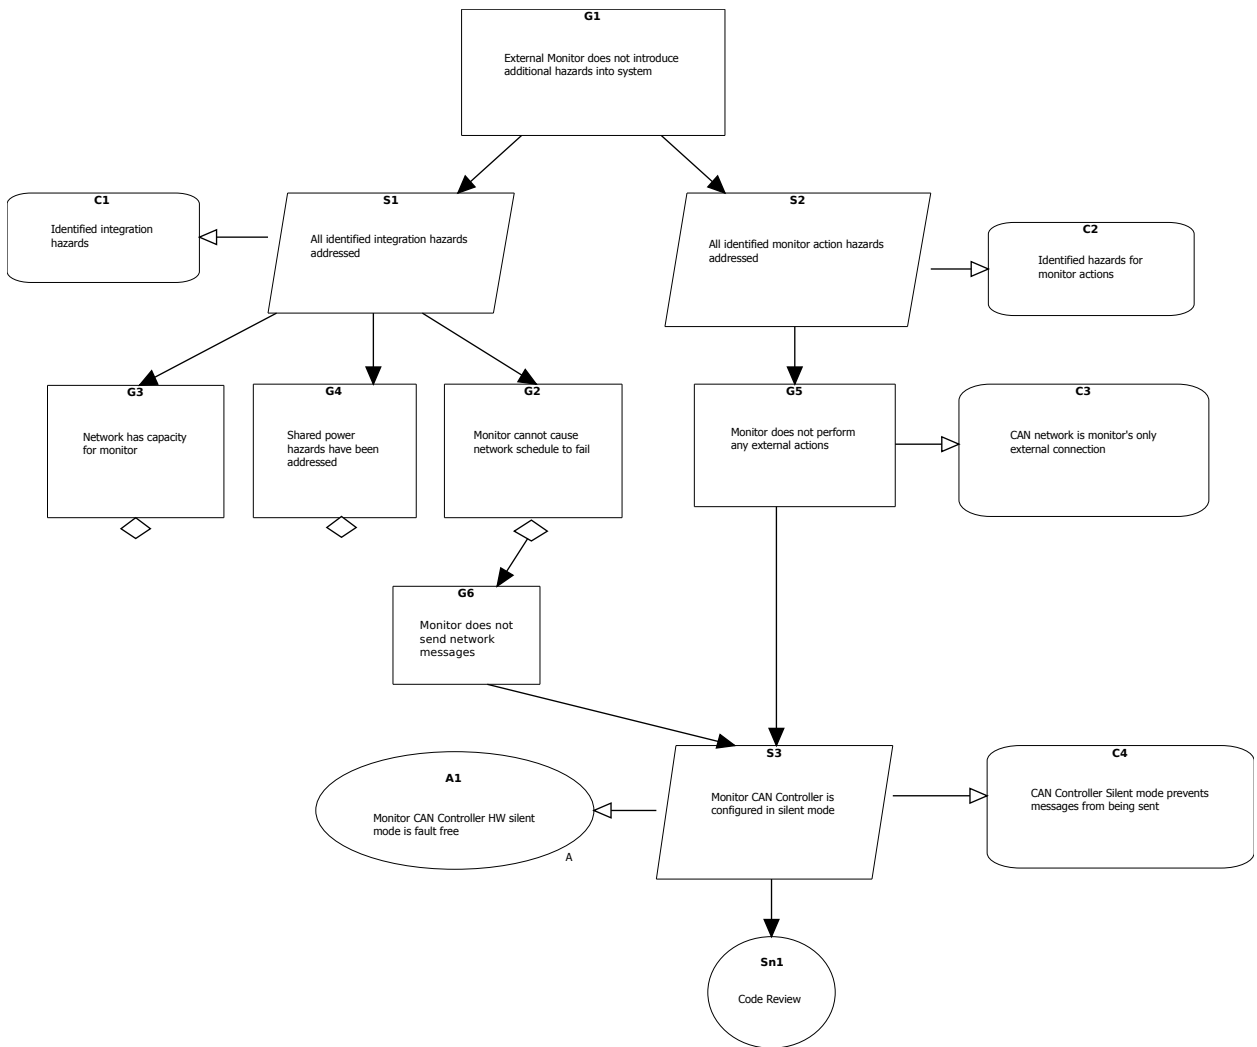 G1
External Monitor does not introduce
additional hazards into system
C1
Identified integration
hazards
S1
All identified integration hazards
addressed
S2
All identified monitor action hazards
addressed
C2
Identified hazards for
monitor actions
G3
Network has capacity
for monitor
G4
Shared power
hazards have been
addressed
G2
Monitor cannot cause
network schedule to fail
G5
Monitor does not perform
any external actions
C3
CAN network is monitor's only
external connection
G6
Monitor does not
send network
messages
A1
Monitor CAN Controller HW silent
mode is fault free
A
S3
Monitor CAN Controller is
configured in silent mode
C4
CAN Controller Silent mode prevents
messages from being sent
Sn1
Code Review